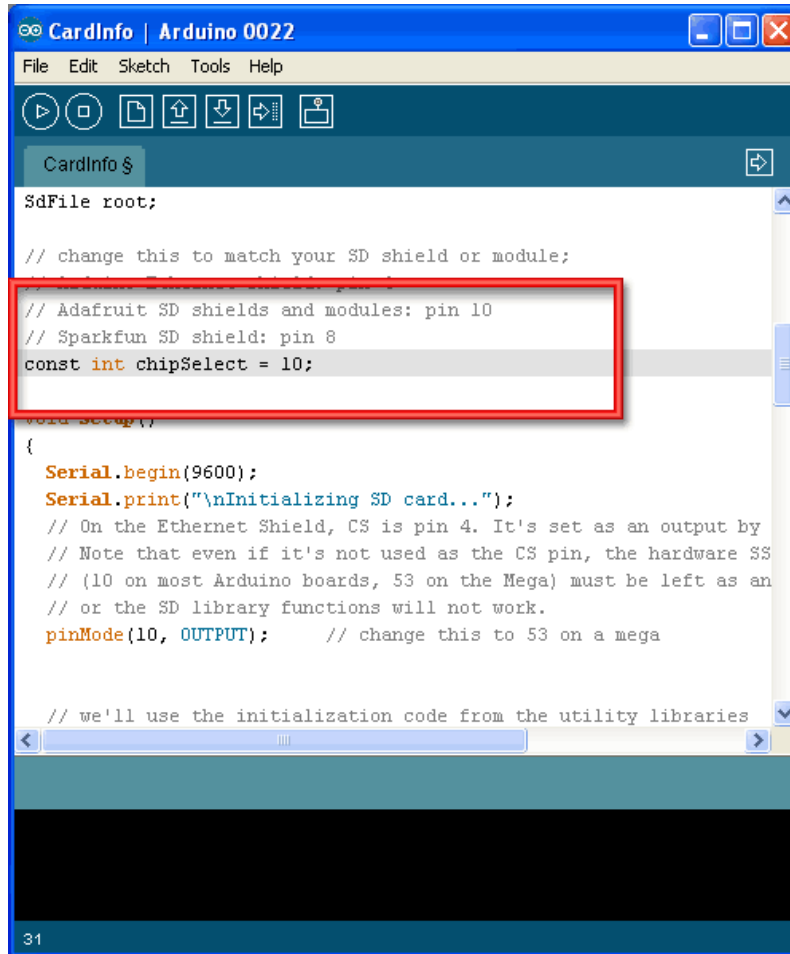 CardInfo | Arduino 0022
File Edit Sketch Tools Help
CardInfo §
SdFile root;
// change this to match your SD shield or module;
// Adafruit SD shields and modules: pin 10
// Sparkfun SD shield: pin 8
const int chipSelect = 10;
void setup()
{
Serial.begin(9600);
Serial.print("\nInitializing SD card...");
// On the Ethernet Shield, CS is pin 4. It's set as an output by
// Note that even if it's not used as the CS pin, the hardware SS
// (10 on most Arduino boards, 53 on the Mega) must be left as an
// or the SD library functions will not work.
pinMode(10, OUTPUT); // change this to 53 on a mega
// we'll use the initialization code from the utility libraries
31